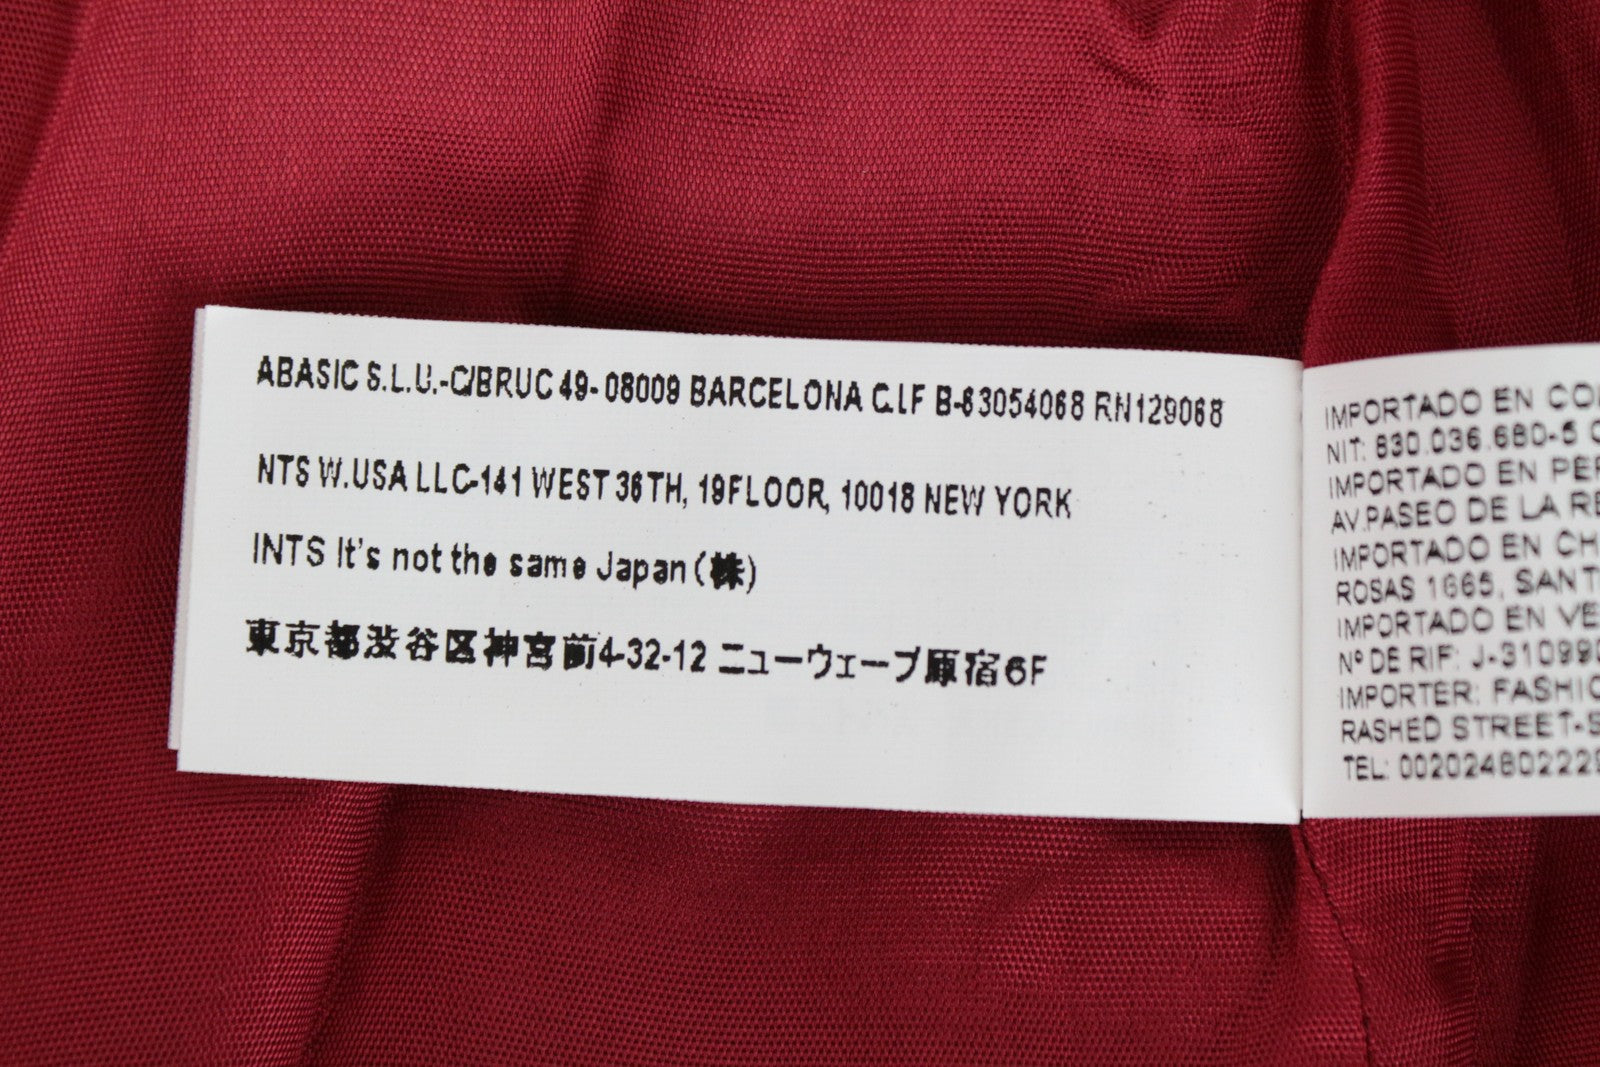 ABASIC S.L.U.-C/BRUC 49- 08009 BARCELONA C.I.F B-63054068 RN129068
NTS W.USA LLC-141 WEST 36TH, 19FLOOR, 10018 NEW YORK
INTS It's not the same Japan (株)
東京都渋谷区神宮前4-32-12 ニューウェーブ原宿6F
IMPORTADO EN COL
NIT: 830.036.680-5 C
IMPORTADO EN PER
AV.PASEO DE LA RE
IMPORTADO EN CH
ROSAS 1665, SANT
IMPORTADO EN VE
Nº DE RIF: J-31099
IMPORTER: FASHIO
RASHED STREET-S
TEL: 0020248022